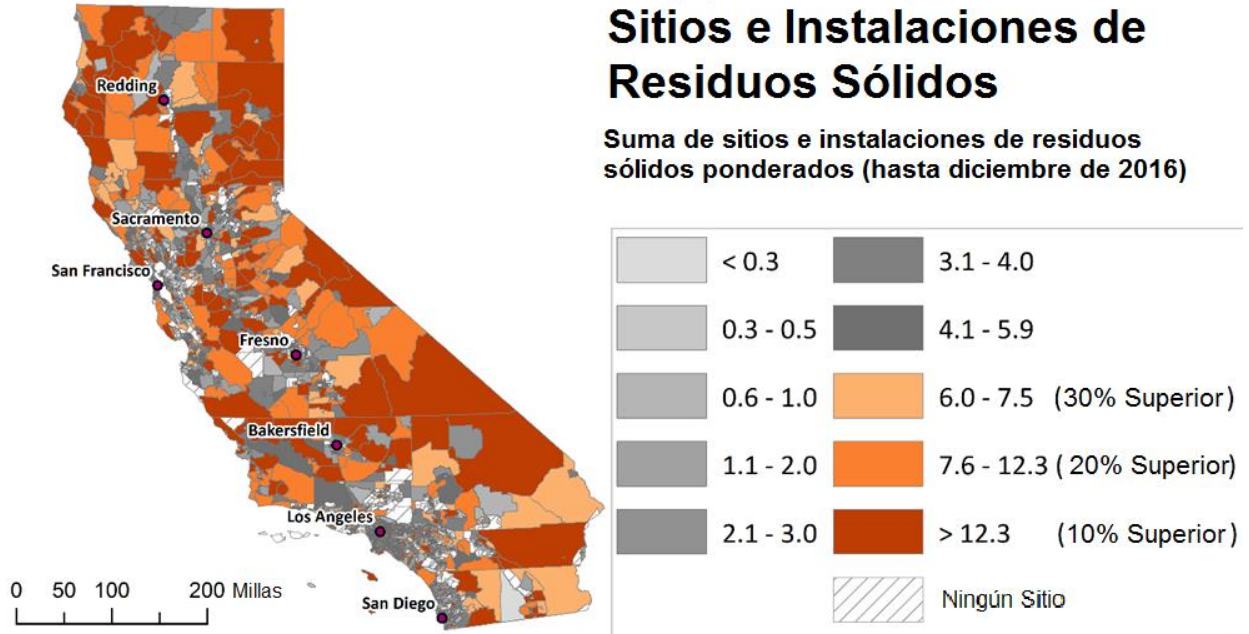 Sitios e Instalaciones de
Residuos Sólidos
Suma de sitios e instalaciones de residuos
sólidos ponderados (hasta diciembre de 2016)
Redding
Sacramento
San Francisco
Fresno
Bakersfield
Los Angeles
San Diego
0 50 100 200 Millas
< 0.3
0.3 - 0.5
0.6 - 1.0
1.1 - 2.0
2.1 - 3.0
3.1 - 4.0
4.1 - 5.9
6.0 - 7.5 (30% Superior)
7.6 - 12.3 ( 20% Superior)
> 12.3 (10% Superior)
Ningún Sitio